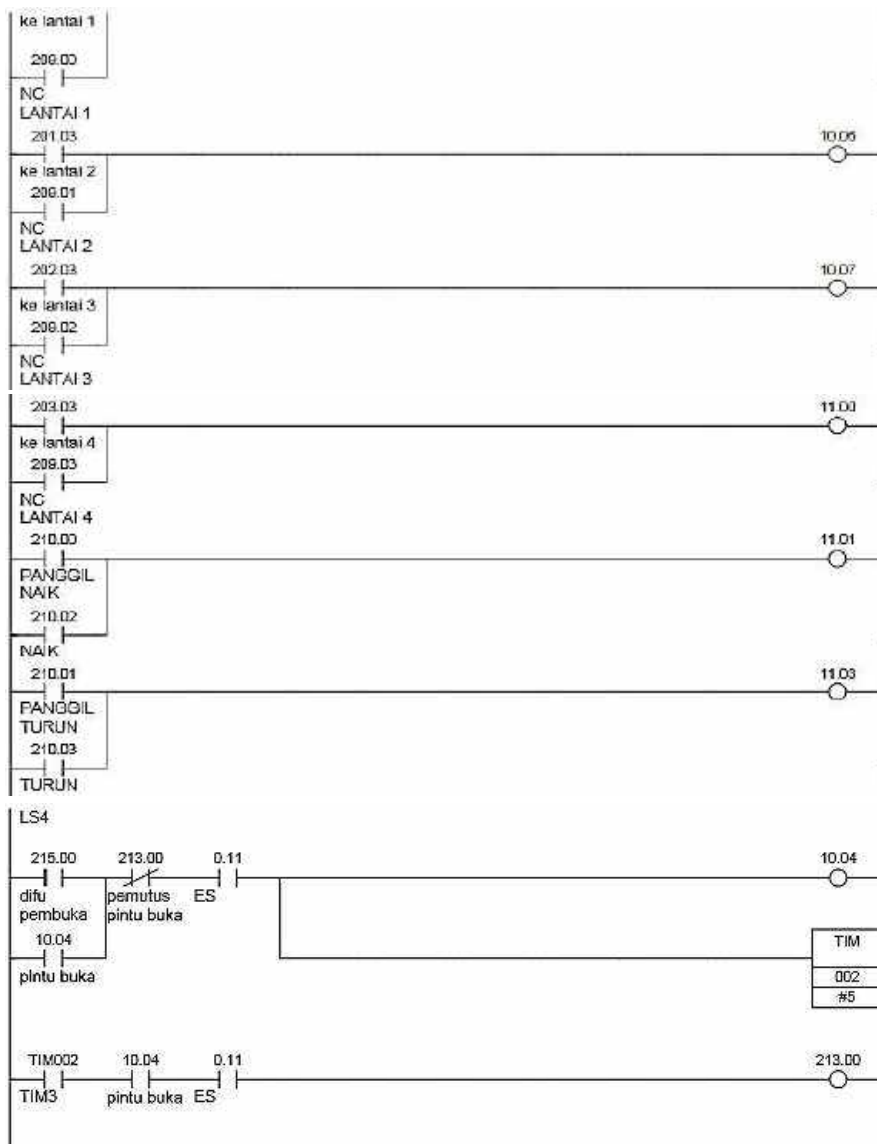 ke lantai 1
209.00
NC
LANTAI 1
201.03 10.06
ke lantai 2
209.01
NC
LANTAI 2
202.03 10.07
ke lantai 3
209.02
NC
LANTAI 3
203.03 11.00
ke lantai 4
209.03
NC
LANTAI 4
210.00 11.01
PANGGIL
NAIK
210.02
NAIK
210.01 11.03
PANGGIL
TURUN
210.03
TURUN
LS4
215.00 213.00 0.11 10.04
difu pemutus ES
pembuka pintu buka
10.04 TIM
pintu buka
002
#5
TIM002 10.04 0.11 213.00
TIM3 pintu buka ES